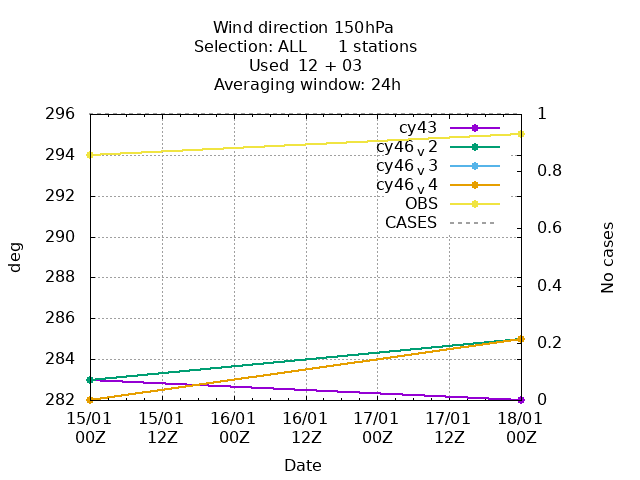 Wind direction 150hPa
Selection: ALL 1 stations
Used 12 + 03
Averaging window: 24h
296 1
cy43
cy46v2
294
cy46v3
0.8
cy46v4
292
OBS
CASES
0.6
290
deg
No cases
288
0.4
286
0.2
284
282 0
15/01 15/01 16/01 16/01 17/01 17/01 18/01
00Z 12Z 00Z 12Z 00Z 12Z 00Z
Date